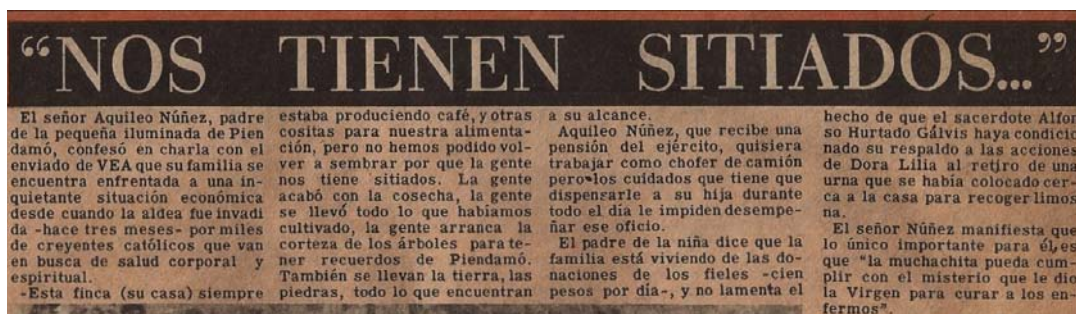 “NOS TIENEN SITIADOS...”
El señor Aquileo Núñez, padre
de la pequeña iluminada de Pien
damó, confesó en charla con el
enviado de VEA que su familia se
encuentra enfrentada a una in-
quietante situación económica
desde cuando la aldea fue invadi
da -hace tres meses- por miles
de creyentes católicos que van
en busca de salud corporal y
espiritual.
-Esta finca (su casa) siempre
estaba produciendo café, y otras
cositas para nuestra alimenta-
ción, pero no hemos podido vol-
ver a sembrar por que la gente
nos tiene sitiados. La gente
acabó con la cosecha, la gente
se llevó todo lo que habíamos
cultivado, la gente arranca la
corteza de los árboles para te-
ner recuerdos de Piendamó.
También se llevan la tierra, las
piedras, todo lo que encuentran
a su alcance.
Aquileo Núñez, que recibe una
pensión del ejército, quisiera
trabajar como chofer de camión
pero los cuídados que tiene que
dispensarle a su hija durante
todo el día le impiden desempe-
ñar ese oficio.
El padre de la niña dice que la
familia está viviendo de las do-
naciones de los fieles -cien
pesos por día-, y no lamenta el
hecho de que el sacerdote Alfon
so Hurtado Gálvis haya condicio
nado su respaldo a las acciones
de Dora Lilia al retiro de una
urna que se había colocado cer-
ca a la casa para recoger limos
na.
El señor Núñez manifiesta que
lo único importante para él, es
que "la muchachita pueda cum-
plir con el misterio que le dio
la Virgen para curar a los en-
fermos".